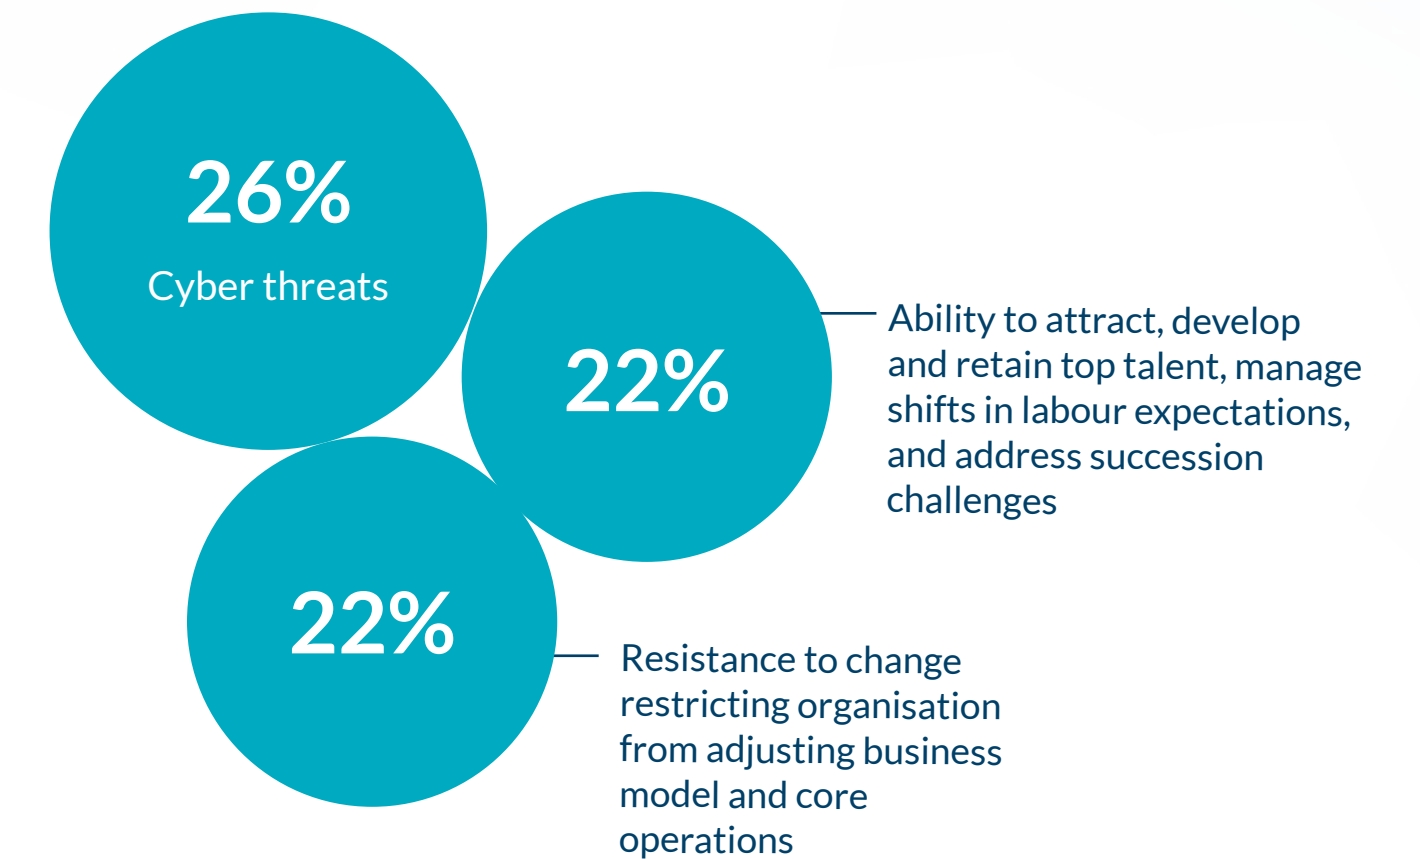 26%
Cyber threats
22%
Ability to attract, develop
and retain top talent, manage
shifts in labour expectations,
and address succession
challenges
22%
Resistance to change
restricting organisation
from adjusting business
model and core
operations